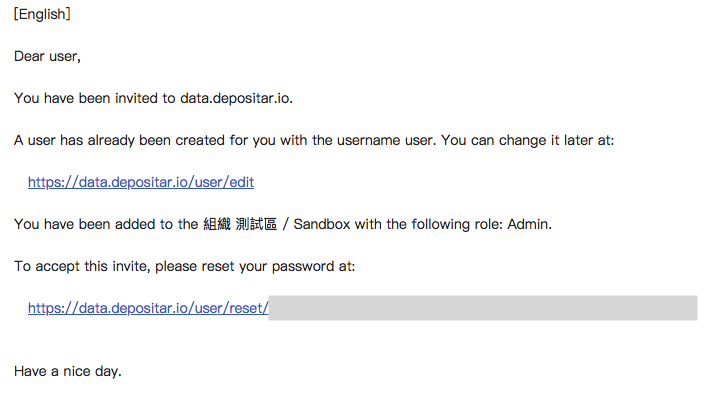 [English]
Dear user,
You have been invited to data.depositar.io.
A user has already been created for you with the username user. You can change it later at:
https://data.depositar.io/user/edit
You have been added to the 組織 測試區 / Sandbox with the following role: Admin.
To accept this invite, please reset your password at:
https://data.depositar.io/user/reset/
Have a nice day.